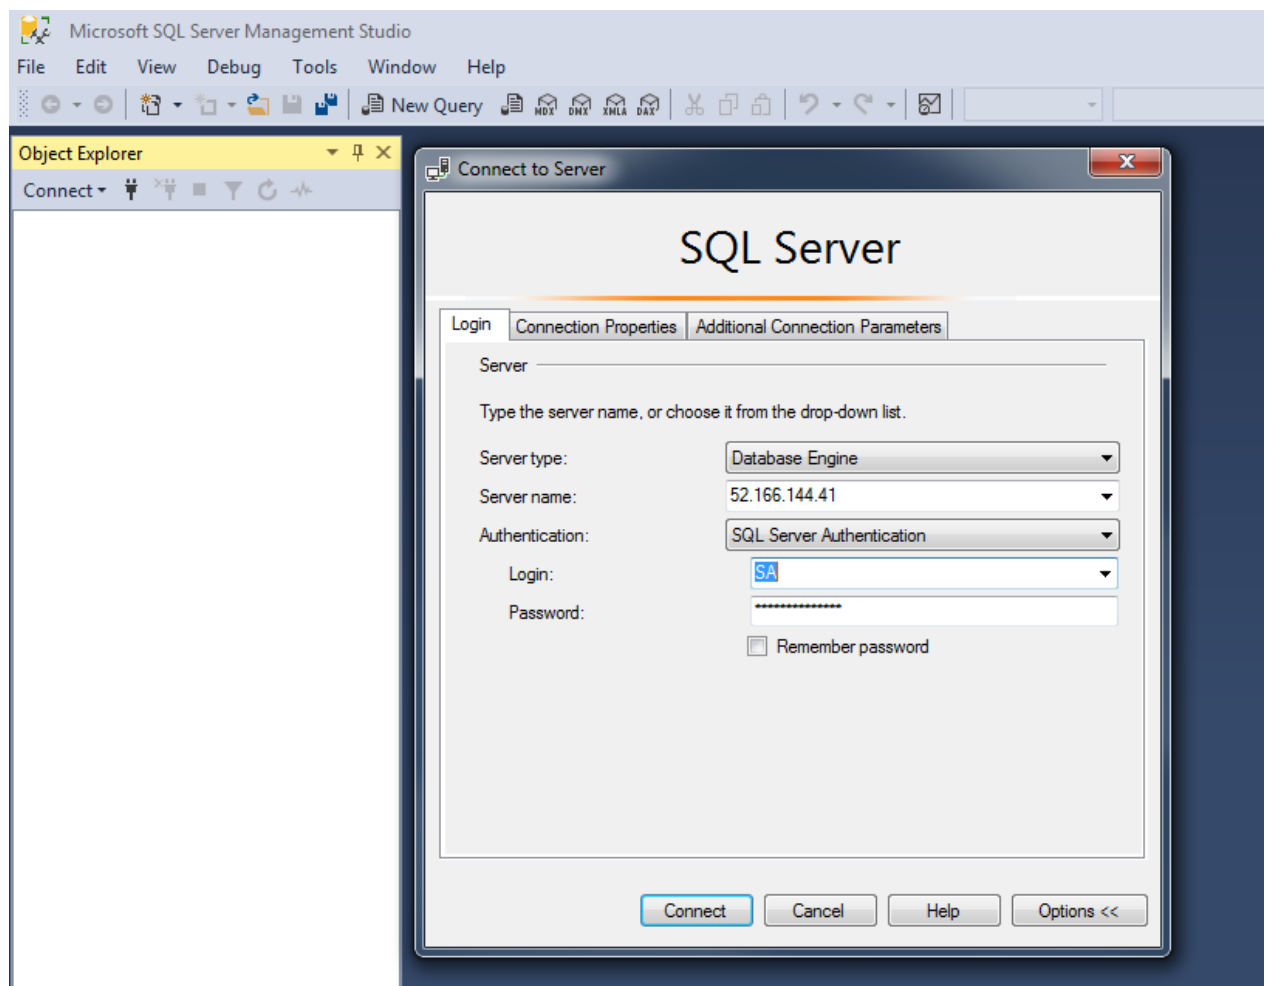 Microsoft SQL Server Management Studio
File Edit View Debug Tools Window Help
New Query MDX DMX XMLA DAX
Object Explorer
Connect
Connect to Server
SQL Server
Login Connection Properties Additional Connection Parameters
Server
Type the server name, or choose it from the drop-down list.
Server type: Database Engine
Server name: 52.166.144.41
Authentication: SQL Server Authentication
Login: SA
Password: **************
Remember password
Connect Cancel Help Options <<